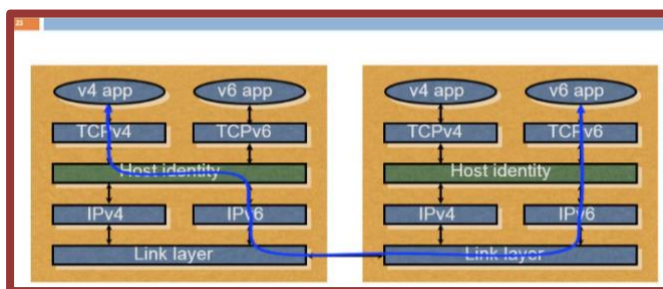 23
v4 app v6 app v4 app v6 app
TCPv4 TCPv6 TCPv4 TCPv6
Host identity Host identity
IPv4 IPv6 IPv4 IPv6
Link layer Link layer